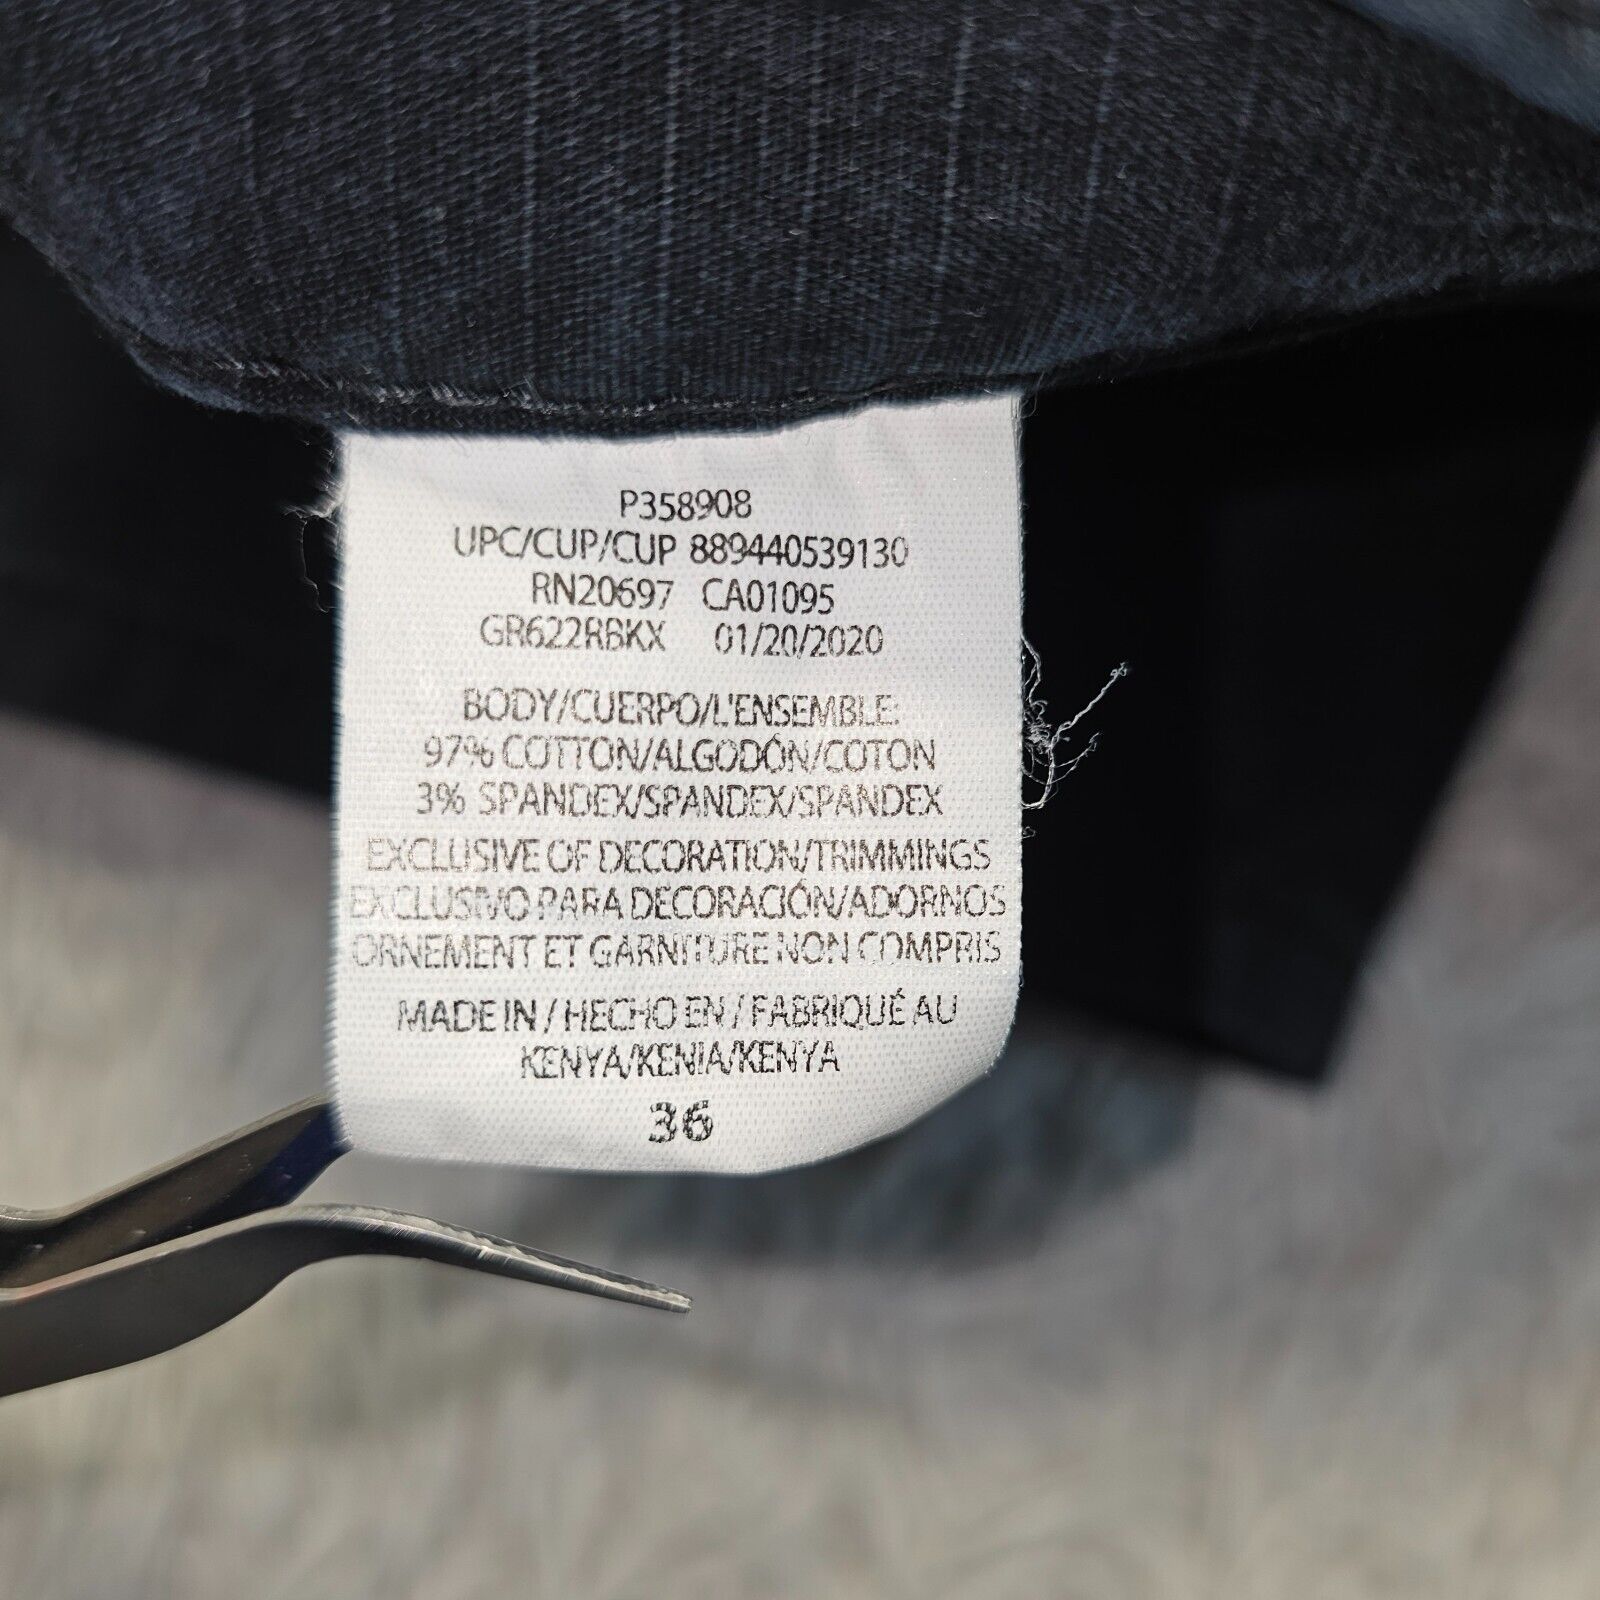 P358908
UPC/CUP/CUP 889440539130
RN20697 CA01095
GR622RBKX 01/20/2020
BODY/CUERPO/L'ENSEMBLE:
97% COTTON/ALGODÓN/COTON
3% SPANDEX/SPANDEX/SPANDEX
EXCLUSIVE OF DECORATION/TRIMMINGS
EXCLUSIVO PARA DECORACIÓN/ADORNOS
ORNEMENT ET GARNITURE NON COMPRIS
MADE IN / HECHO EN / FABRIQUÉ AU
KENYA/KENIA/KENYA
36